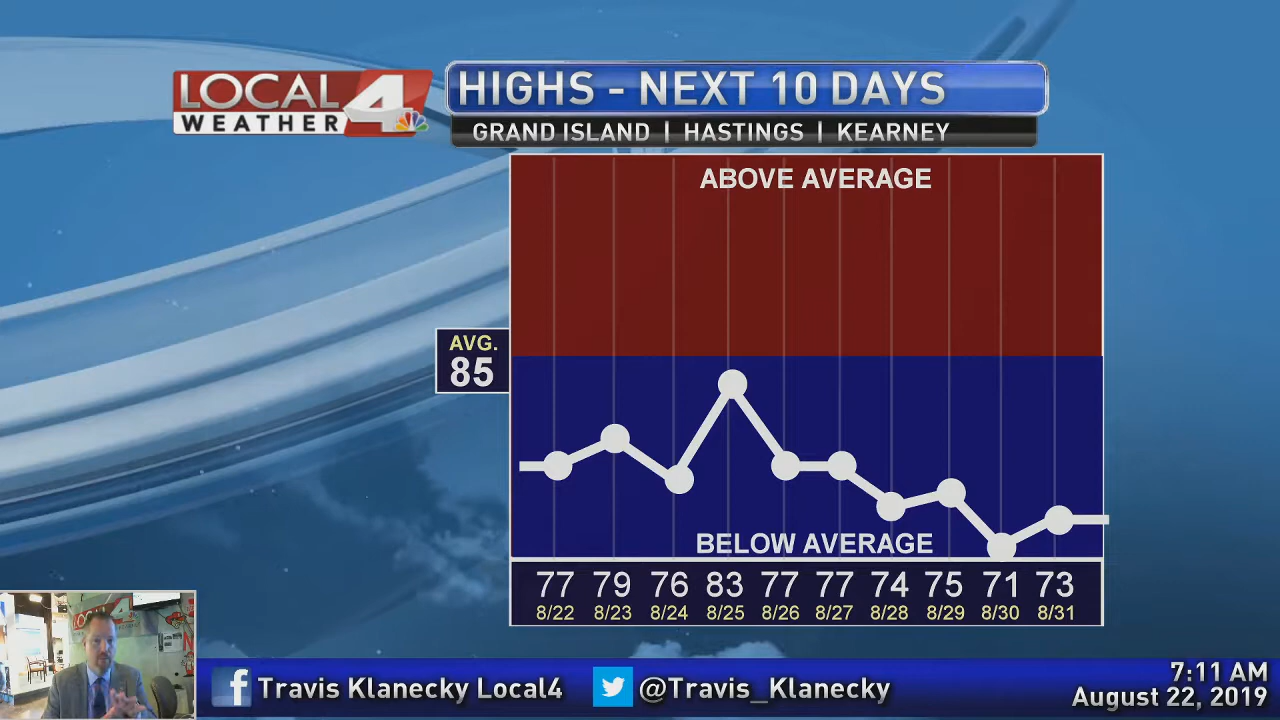 LOCAL 4
WEATHER
HIGHS - NEXT 10 DAYS
GRAND ISLAND | HASTINGS | KEARNEY
ABOVE AVERAGE
AVG.
85
BELOW AVERAGE
77 79 76 83 77 77 74 75 71 73
8/22 8/23 8/24 8/25 8/26 8/27 8/28 8/29 8/30 8/31
LOCAL 4
f Travis Klanecky Local4 @Travis_Klanecky
7:11 AM
August 22, 2019